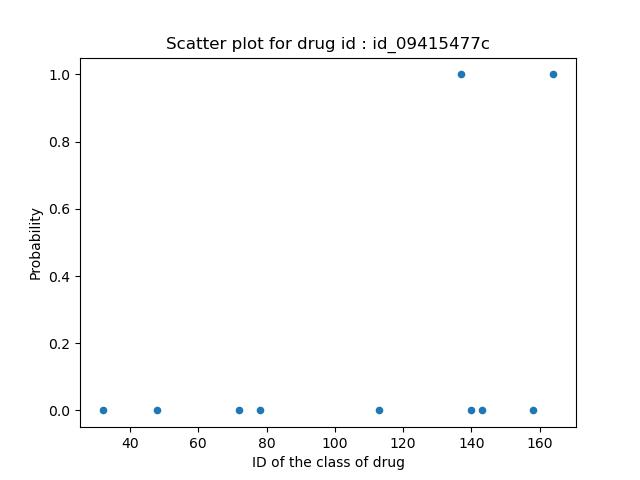 Scatter plot for drug id : id_09415477c
1.0
0.8
0.6
0.4
0.2
0.0
Probability
40 60 80 100 120 140 160
ID of the class of drug